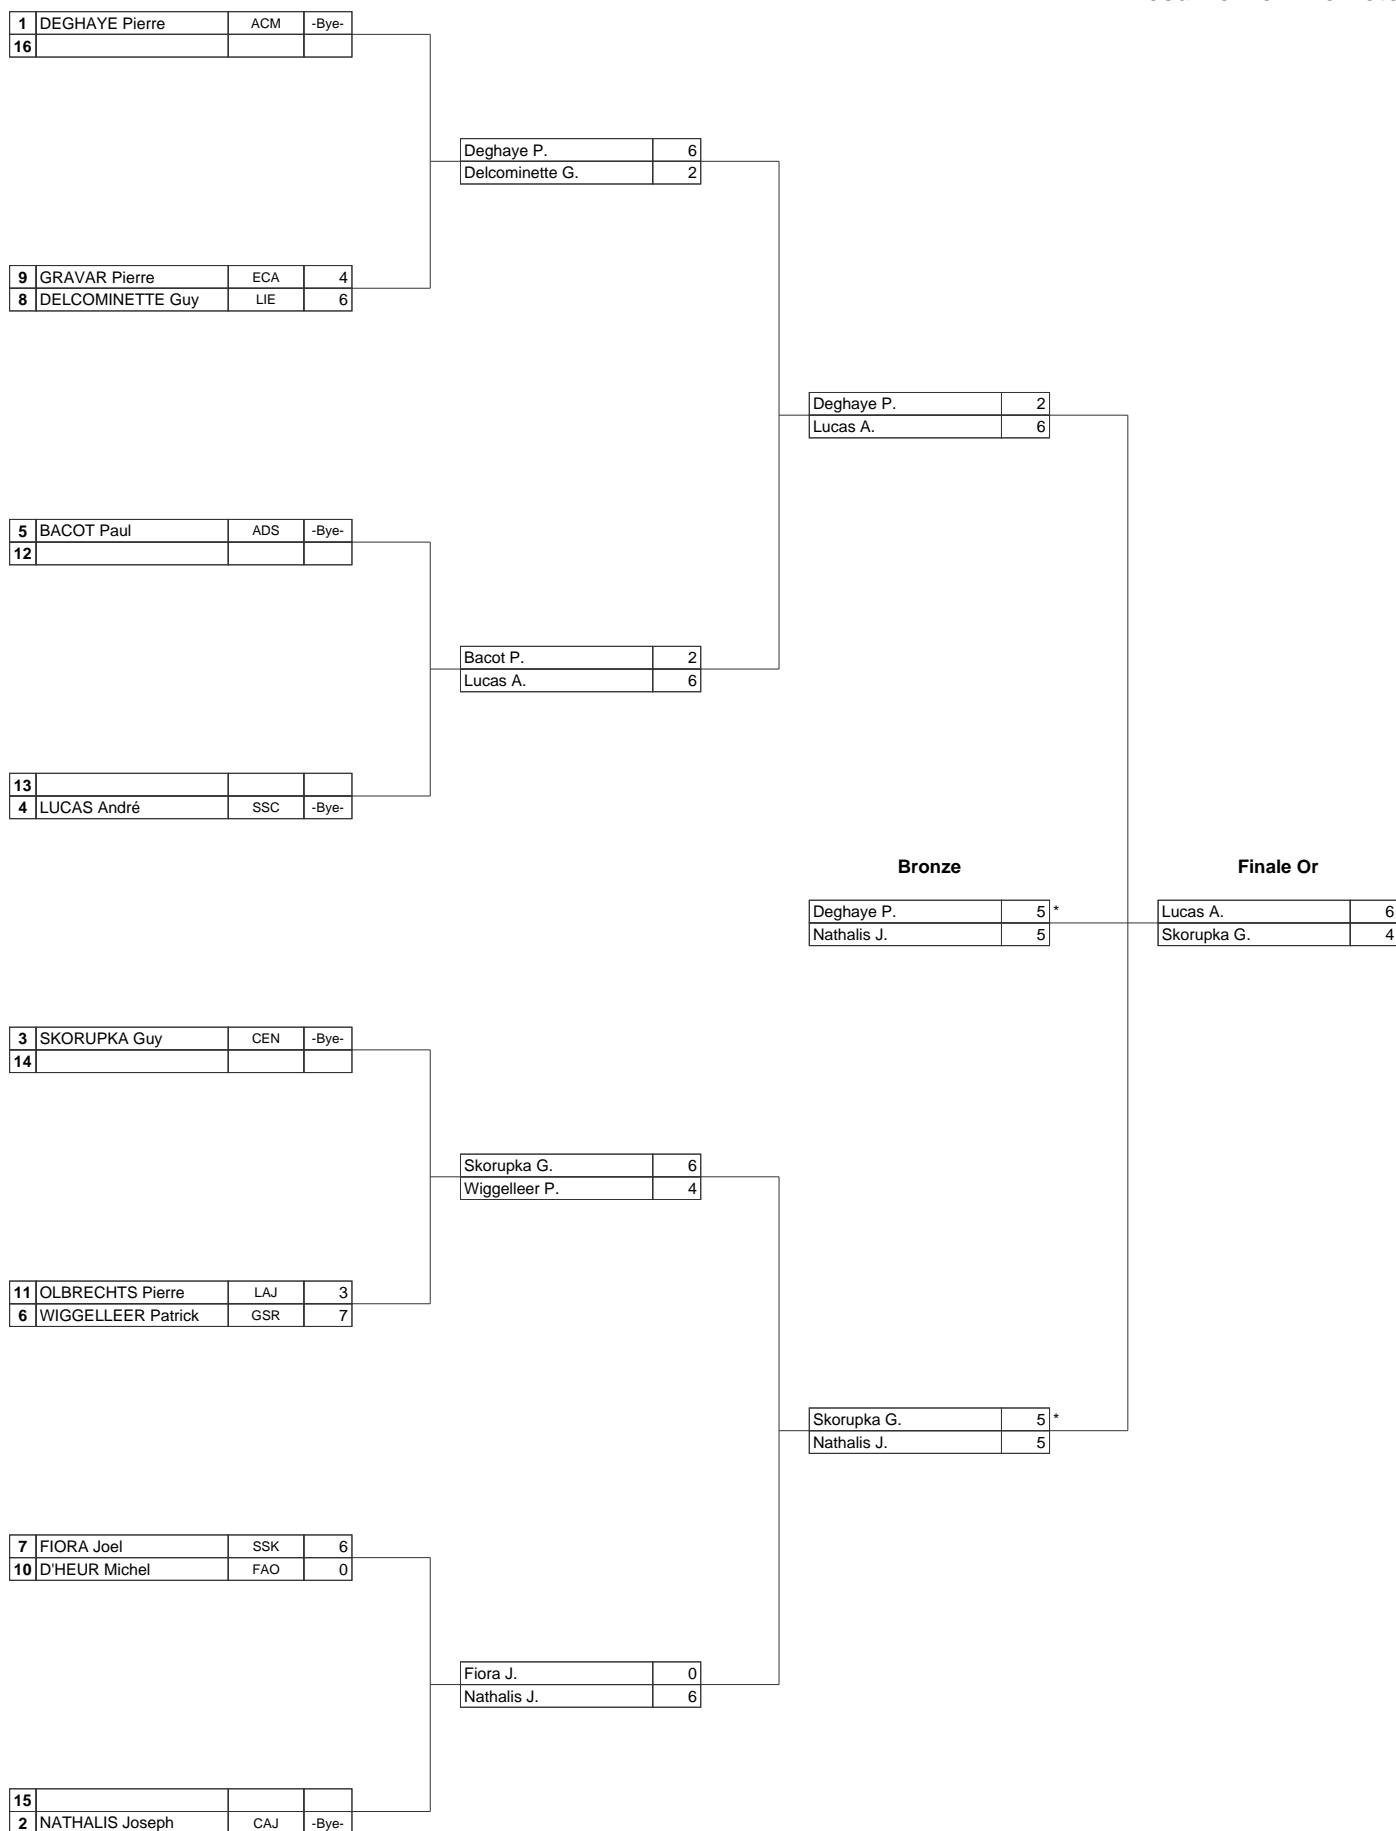 1 DEGHAYE Pierre ACM -Bye-
16
Deghaye P. 6
Delcominette G. 2
9 GRAVAR Pierre ECA 4
8 DELCOMINETTE Guy LIE 6
Deghaye P. 2
Lucas A. 6
5 BACOT Paul ADS -Bye-
12
Bacot P. 2
Lucas A. 6
13
4 LUCAS André SSC -Bye-
Bronze Finale Or
Deghaye P. 5 * Lucas A. 6
Nathalis J. 5 Skorupka G. 4
3 SKORUPKA Guy CEN -Bye-
14
Skorupka G. 6
Wiggelleer P. 4
11 OLBRECHTS Pierre LAJ 3
6 WIGGELLEER Patrick GSR 7
Skorupka G. 5 *
Nathalis J. 5
7 FIORA Joel SSK 6
10 D'HEUR Michel FAO 0
Fiora J. 0
Nathalis J. 6
15
2 NATHALIS Joseph CAJ -Bye-